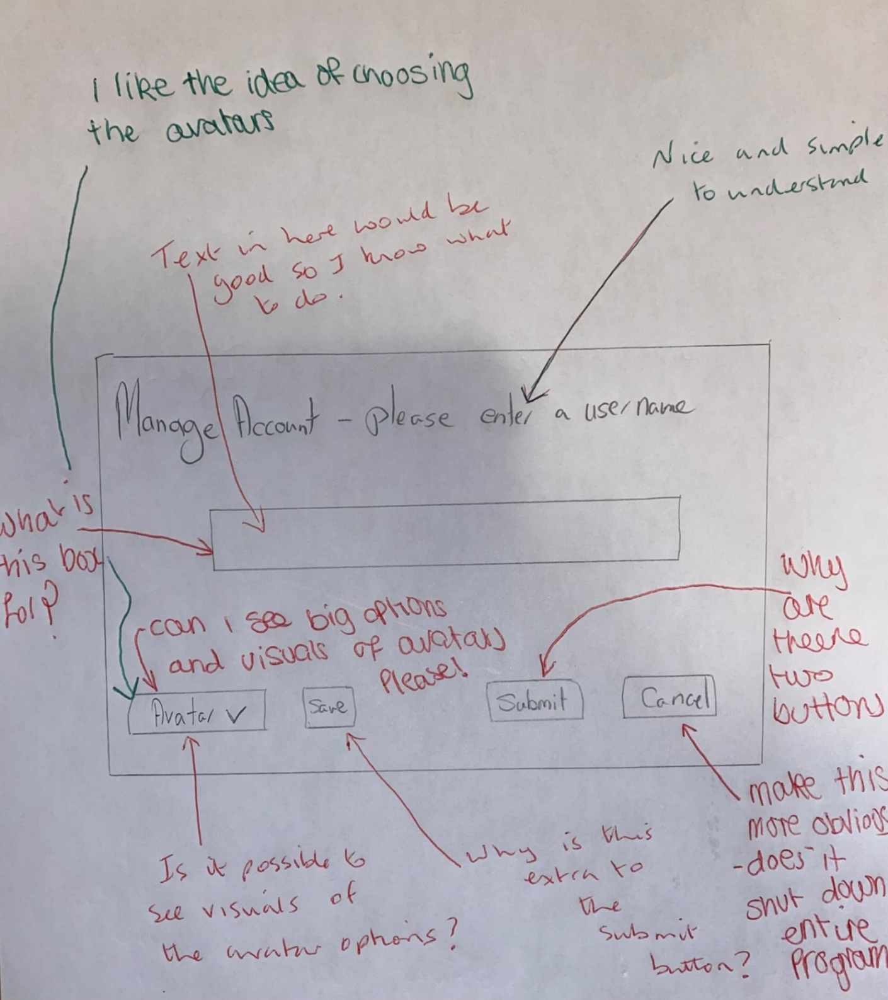 I like the idea of choosing
the avatars
Nice and simple
to understand
Text in here would be
good so I know what
to do.
Manage Account - please enter a username
what is
this box
for?
can I see big options
and visuals of avatars
Please!
Why
are
theere
two
buttons
Avatar
Save
Submit
Cancel
make this
more obvious
- does it
shut down
entire
program
Is it possible to
see visuals of
the avatar options?
Why is this
extra to
the
submit
button?